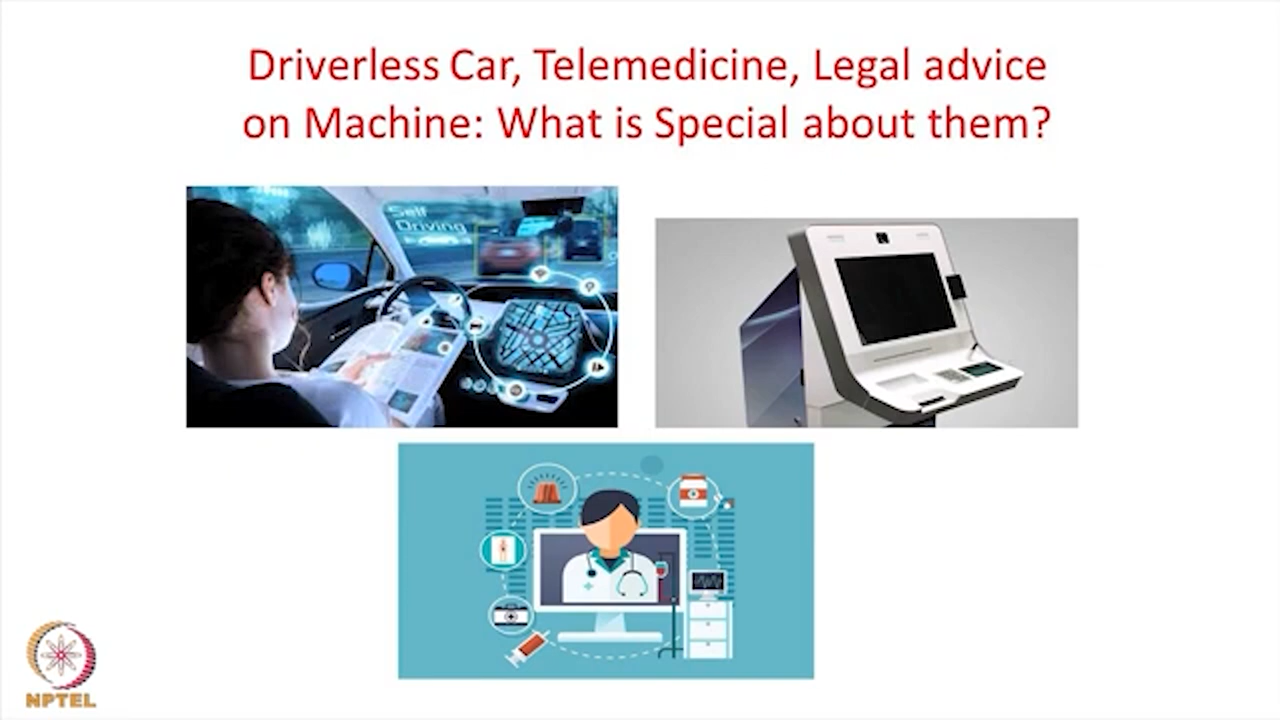 Driverless Car, Telemedicine, Legal advice
on Machine: What is Special about them?
Self
Driving
NPTEL